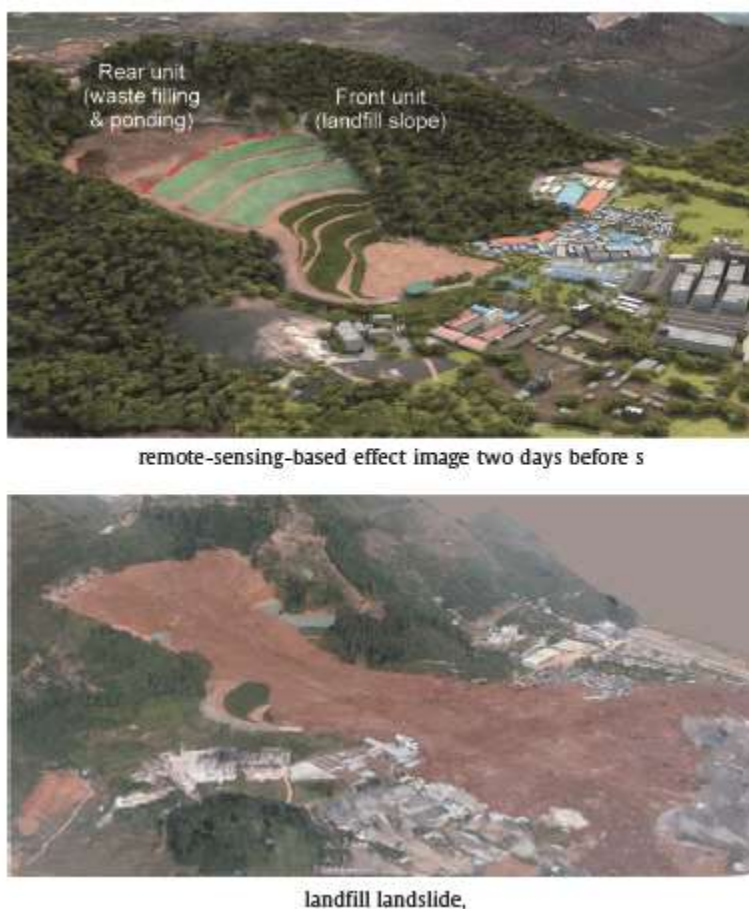 Rear unit
(waste filling
& ponding)
Front unit
(landfill slope)
remote-sensing-based effect image two days before s
landfill landslide,